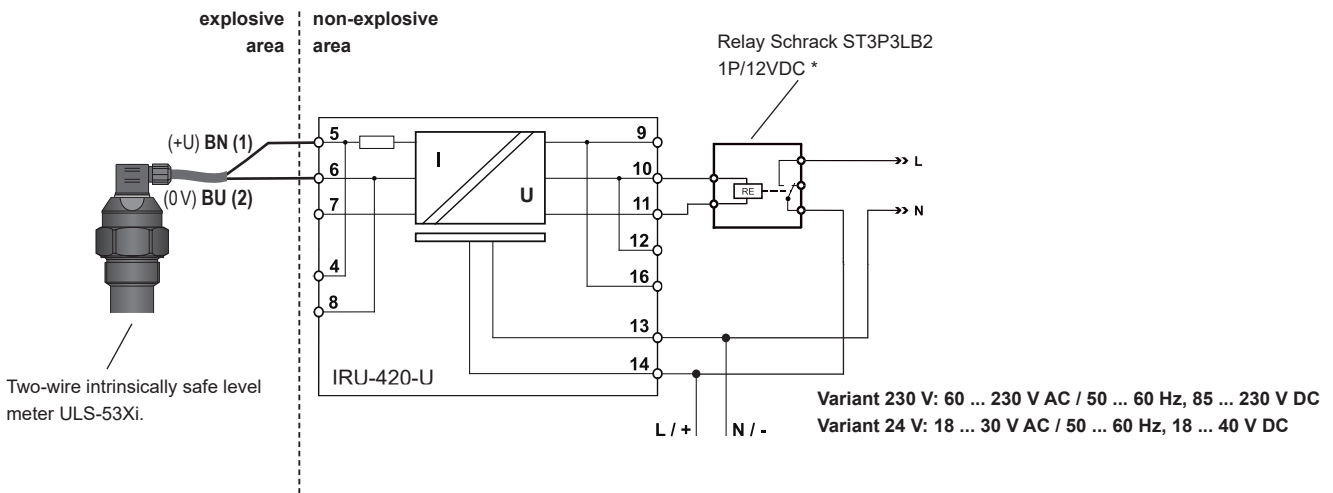 explosive area
non-explosive area
Relay Schrack ST3P3LB2
1P/12VDC *
(+U) BN (1)
(0 V) BU (2)
5
6
7
4
8
I
U
9
10
11
12
16
13
14
RE
L
N
IRU-420-U
Two-wire intrinsically safe level
meter ULS-53Xi.
L / +
N / -
Variant 230 V: 60 ... 230 V AC / 50 ... 60 Hz, 85 ... 230 V DC
Variant 24 V: 18 ... 30 V AC / 50 ... 60 Hz, 18 ... 40 V DC